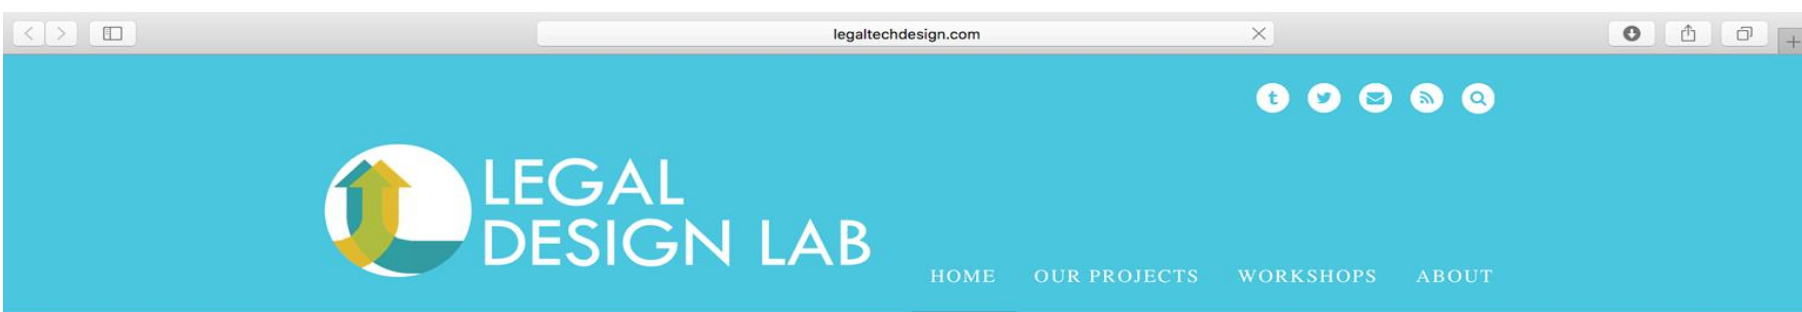 legaltechdesign.com
LEGAL
DESIGN LAB
HOME OUR PROJECTS WORKSHOPS ABOUT